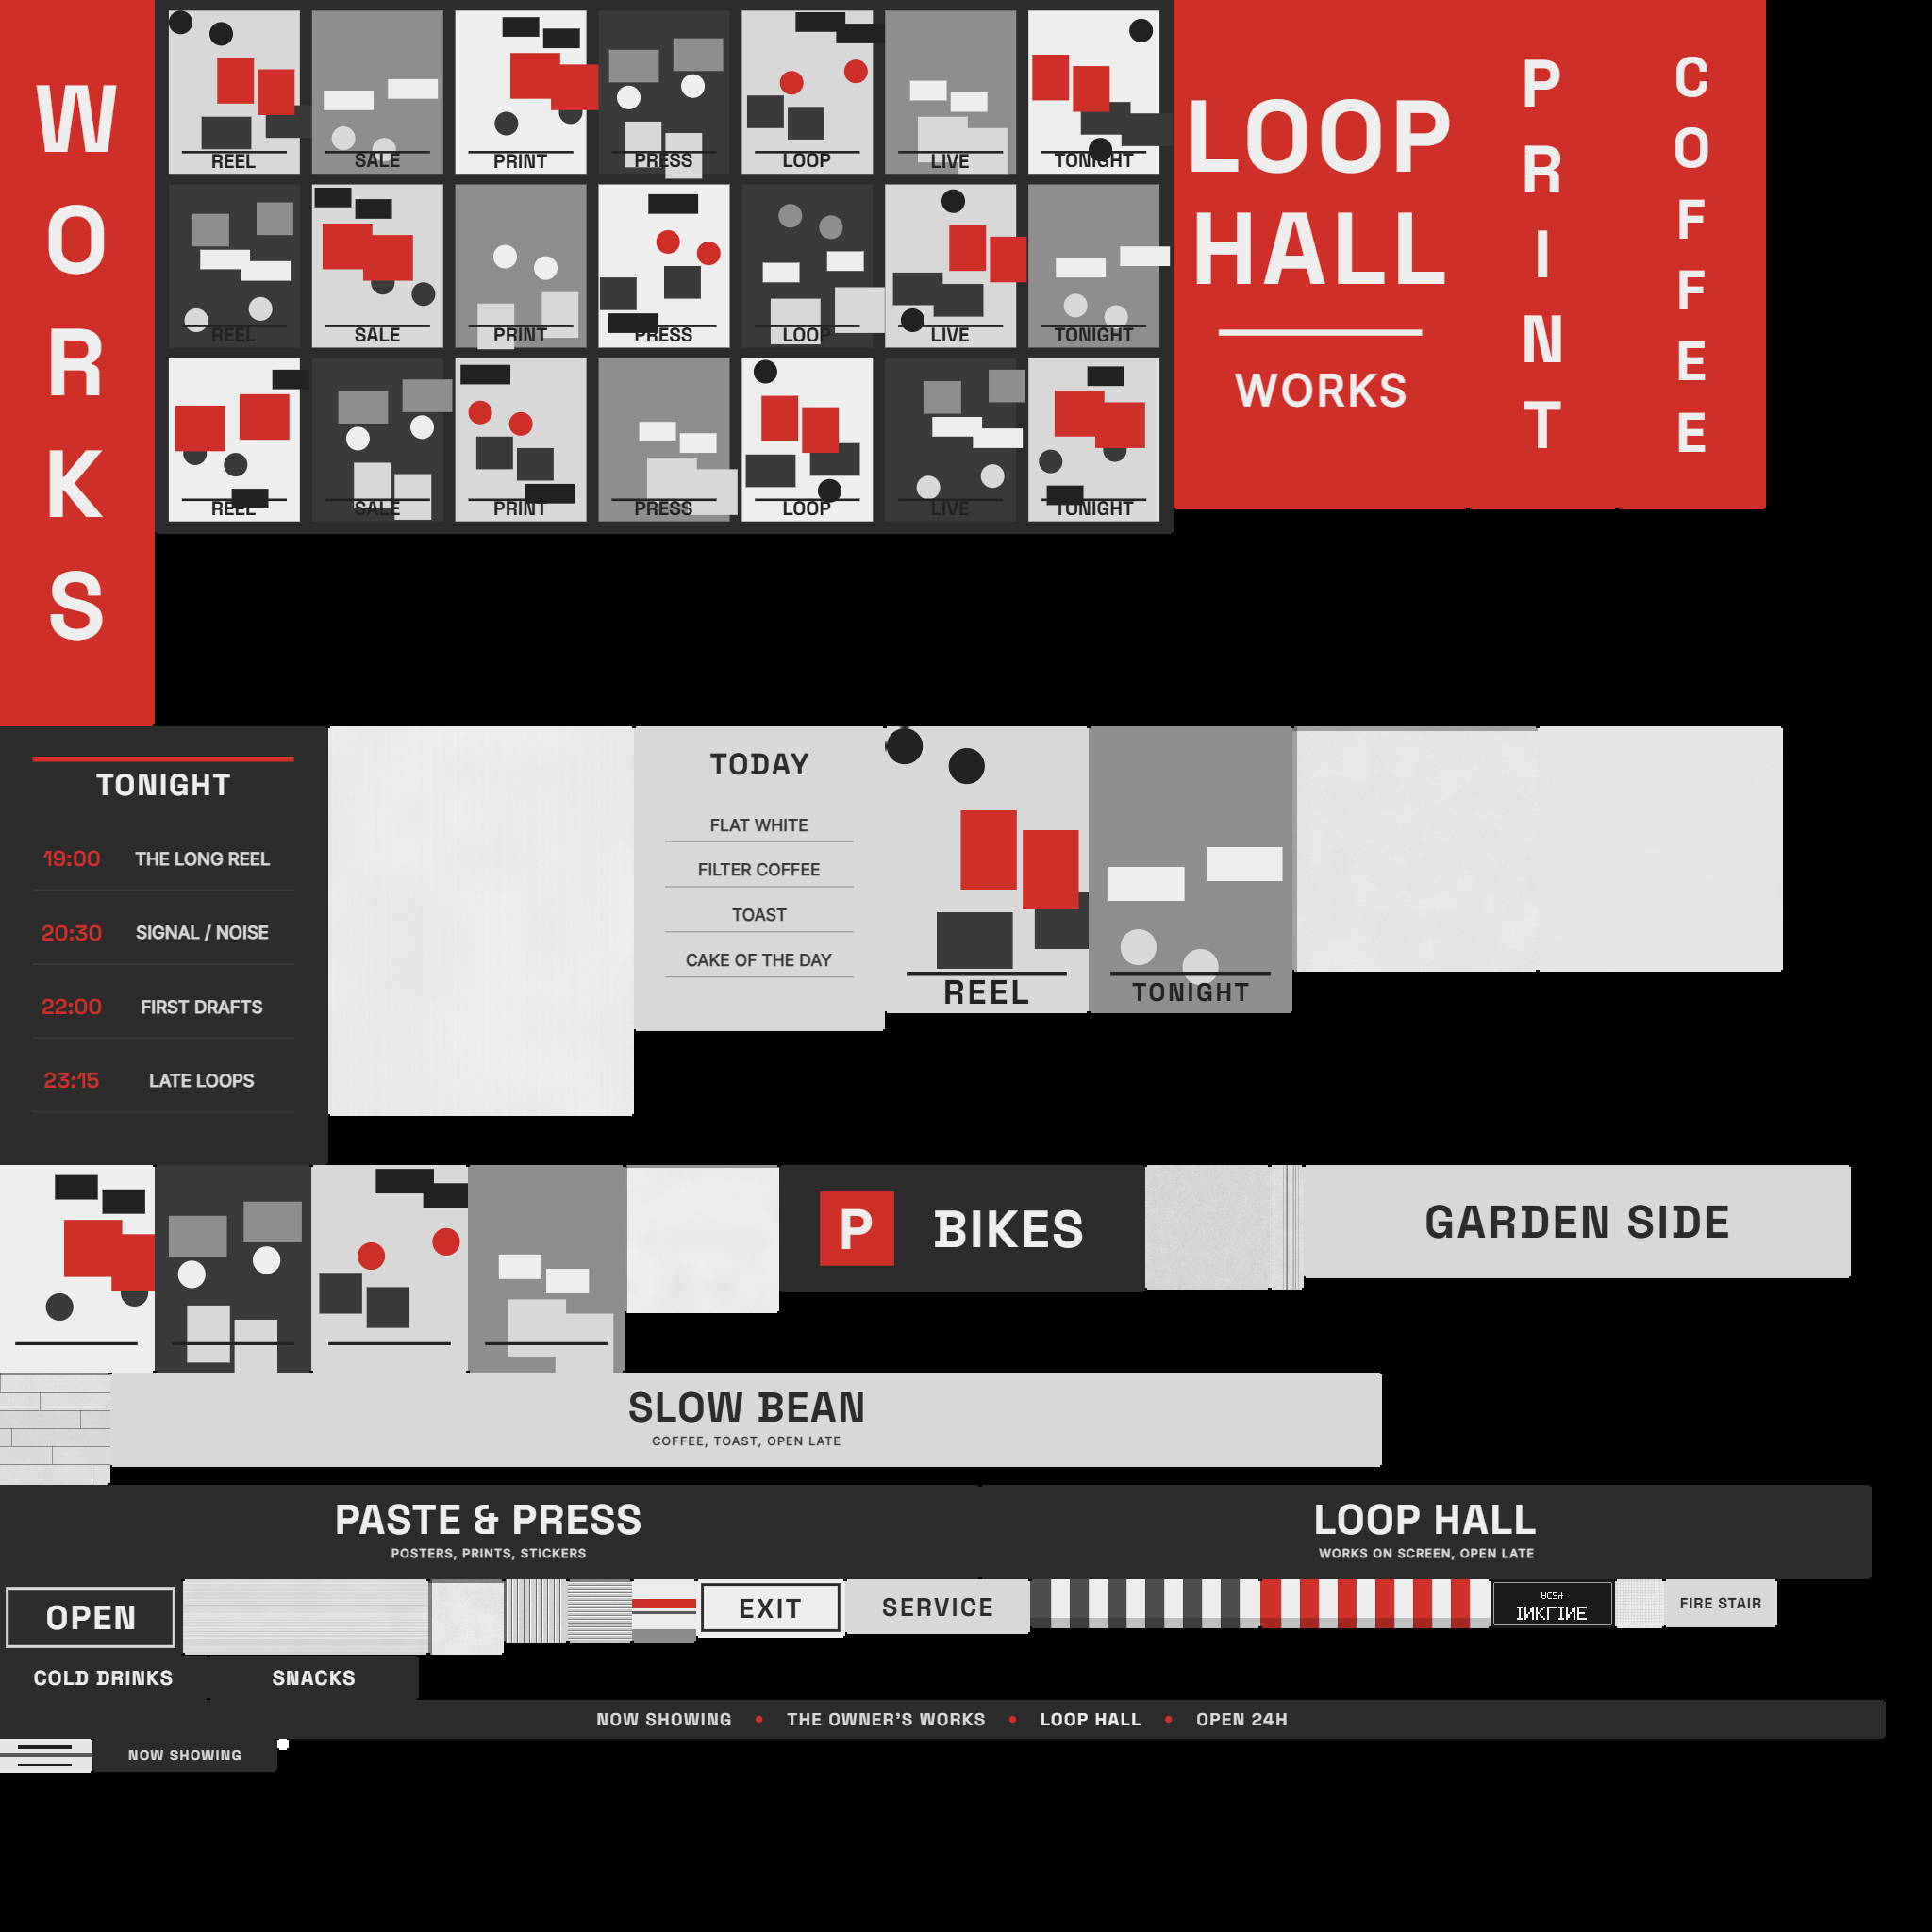 W
O
R
K
S
REEL
SALE
PRINT
PRESS
LOOP
LIVE
TONIGHT
REEL
SALE
PRINT
PRESS
LOOP
LIVE
TONIGHT
REEL
SALE
PRINT
PRESS
LOOP
LIVE
TONIGHT
LOOP
HALL
WORKS
P
R
I
N
T
C
O
F
F
E
E
TONIGHT
19:00 THE LONG REEL
20:30 SIGNAL / NOISE
22:00 FIRST DRAFTS
23:15 LATE LOOPS
TODAY
FLAT WHITE
FILTER COFFEE
TOAST
CAKE OF THE DAY
REEL
TONIGHT
P BIKES
GARDEN SIDE
SLOW BEAN
COFFEE, TOAST, OPEN LATE
PASTE & PRESS
POSTERS, PRINTS, STICKERS
LOOP HALL
WORKS ON SCREEN, OPEN LATE
OPEN
EXIT
SERVICE
FIRE STAIR
COLD DRINKS
SNACKS
NOW SHOWING • THE OWNER'S WORKS • LOOP HALL • OPEN 24H
NOW SHOWING